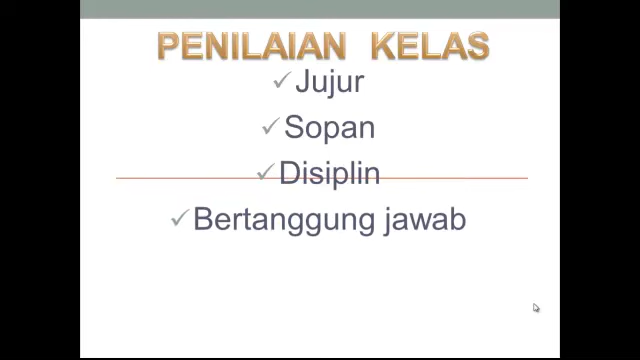 PENILAIAN KELAS
✓Jujur
✓Sopan
✓Disiplin
✓Bertanggung jawab